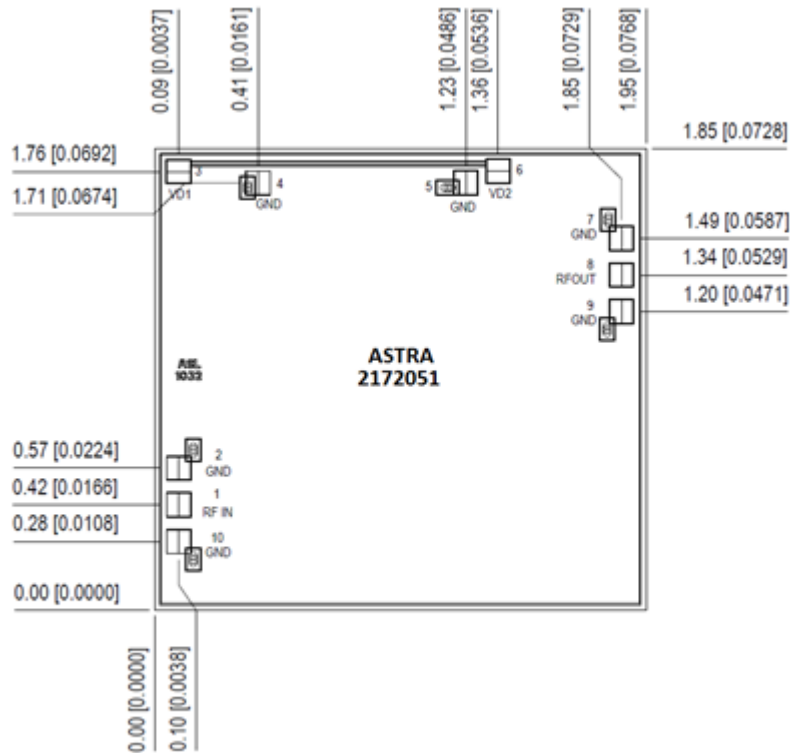 0.09 [0.0037]
0.41 [0.0161]
1.23 [0.0486]
1.36 [0.0536]
1.85 [0.0729]
1.95 [0.0768]
1.85 [0.0728]
1.76 [0.0692]
1.71 [0.0674]
3
VD1
4
GND
5
GND
6
VD2
7
GND
1.49 [0.0587]
8
RFOUT
1.34 [0.0529]
9
GND
1.20 [0.0471]
ASL
1032
ASTRA
2172051
0.57 [0.0224]
2
GND
0.42 [0.0166]
1
RF IN
0.28 [0.0108]
10
GND
0.00 [0.0000]
0.00 [0.0000]
0.10 [0.0038]